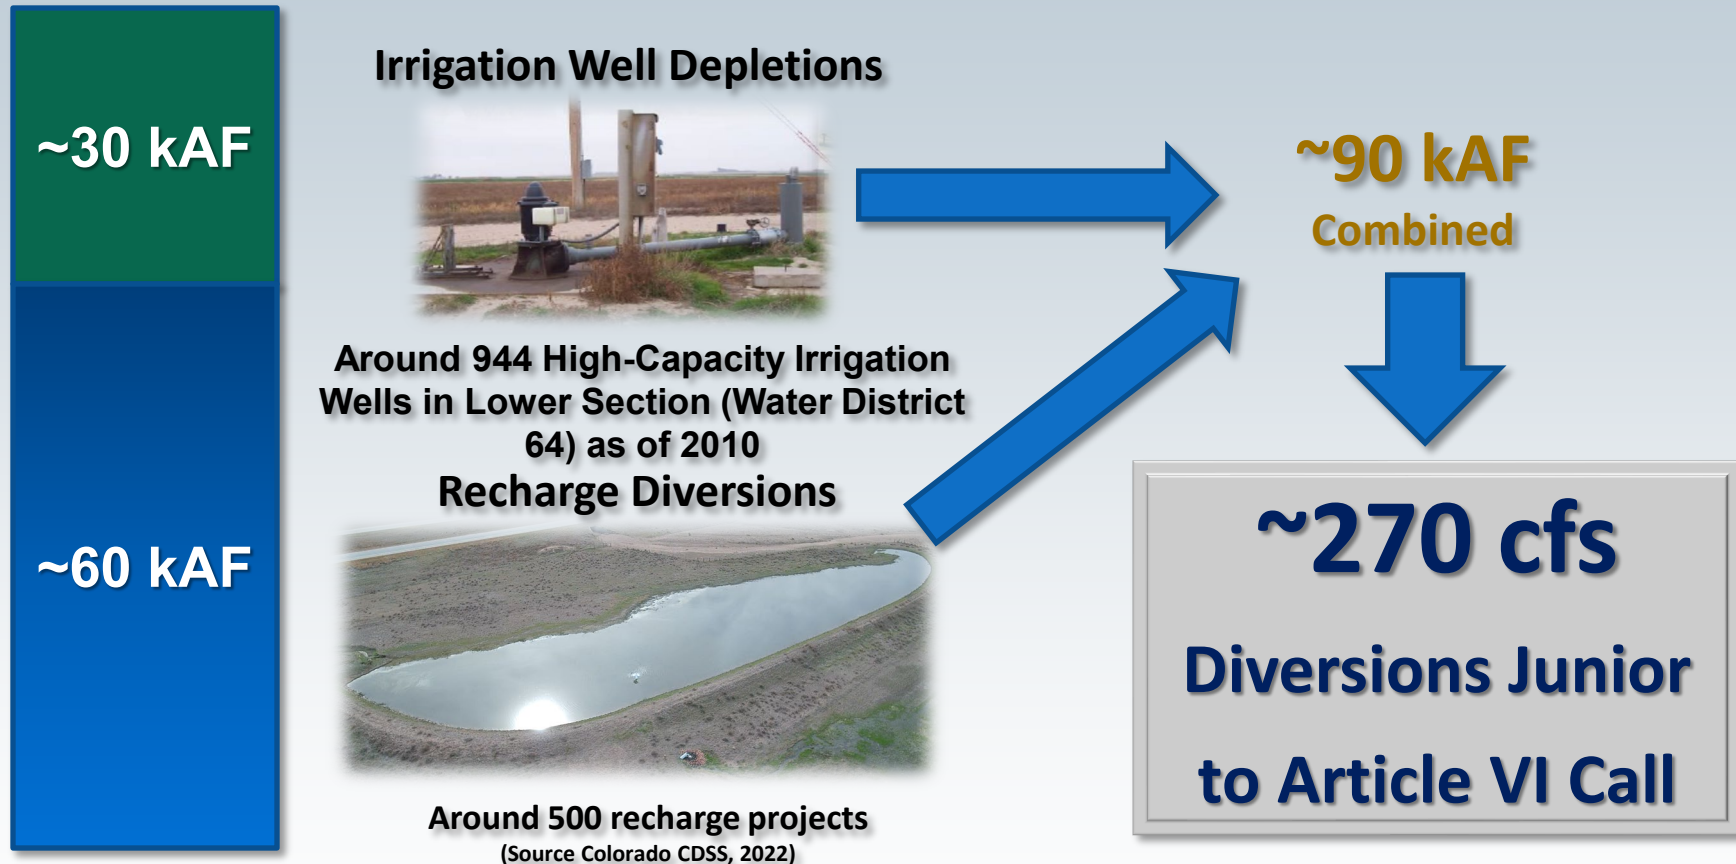 ~30 kAF
~60 kAF
Irrigation Well Depletions
Around 944 High-Capacity Irrigation
Wells in Lower Section (Water District
64) as of 2010
Recharge Diversions
Around 500 recharge projects
(Source Colorado CDSS, 2022)
~90 kAF
Combined
~270 cfs
Diversions Junior
to Article VI Call